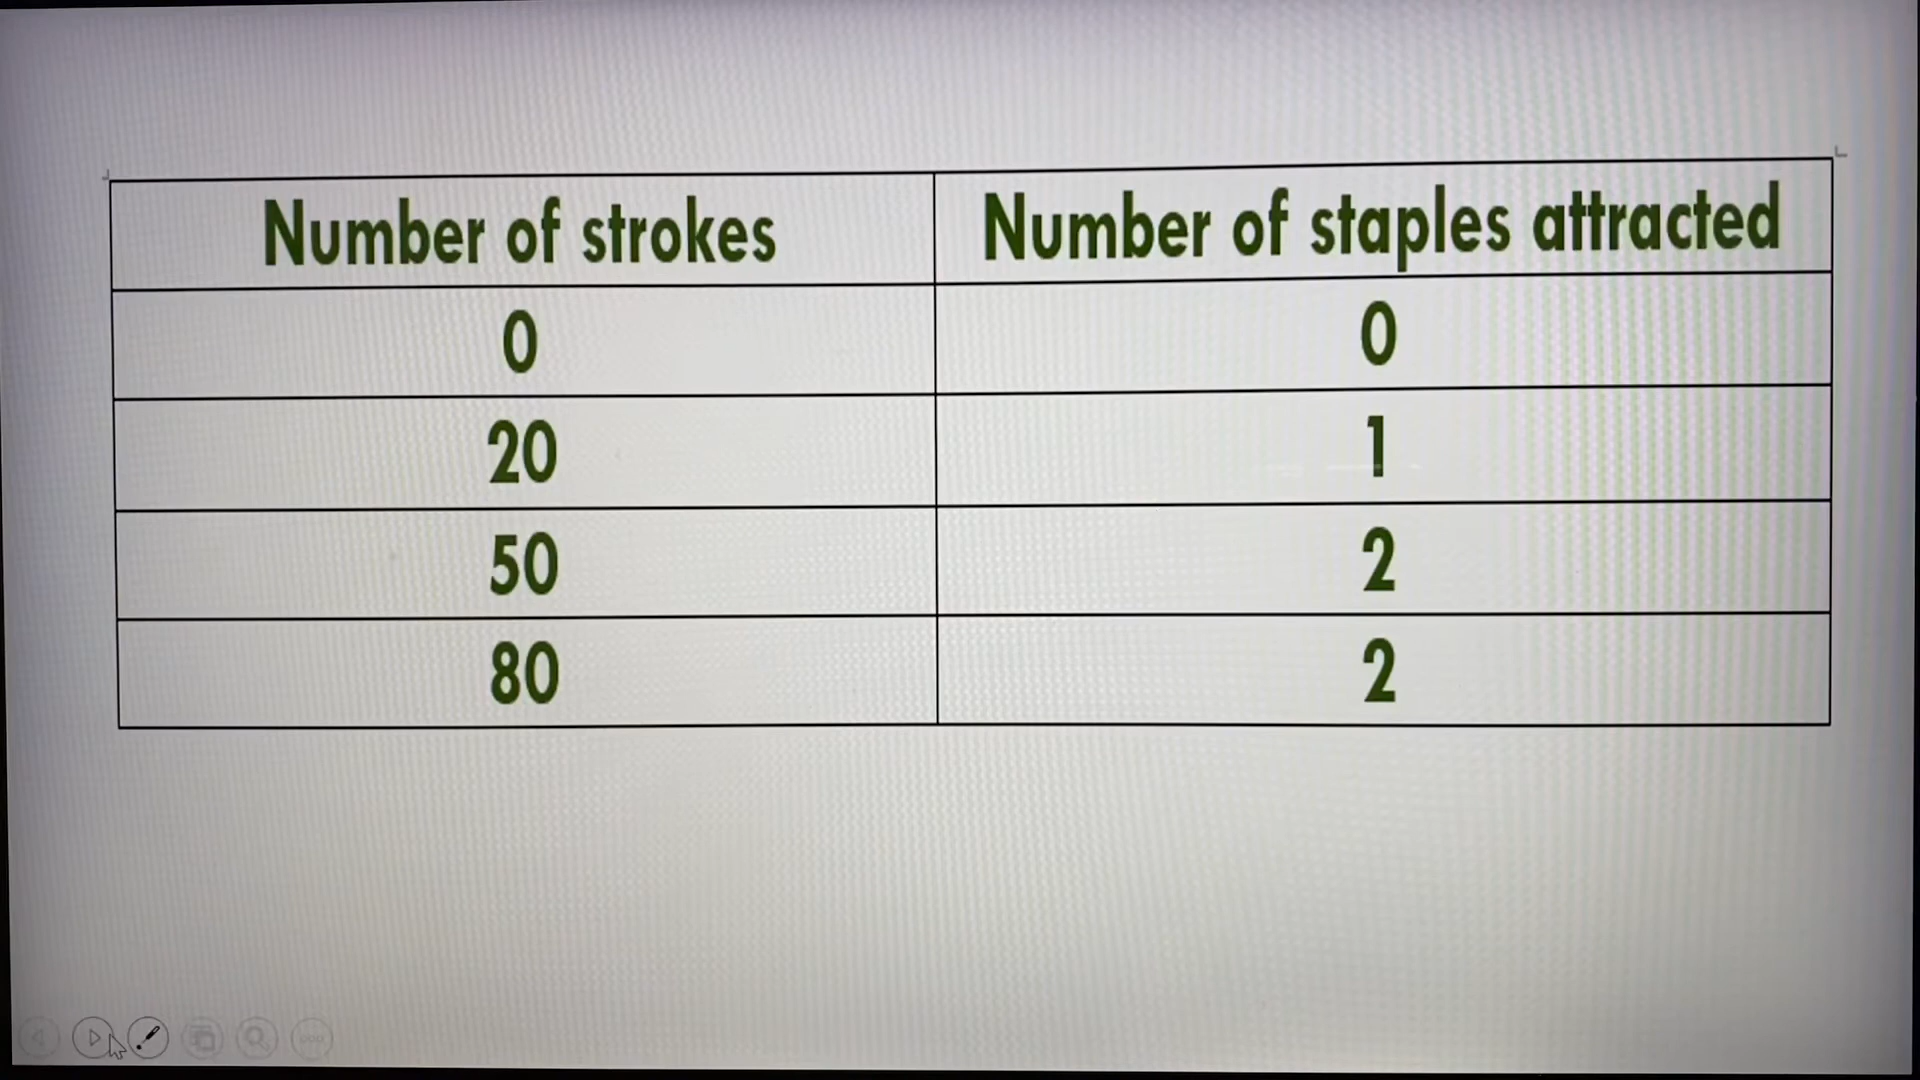 Number of strokes Number of staples attracted
0 0
20 1
50 2
80 2